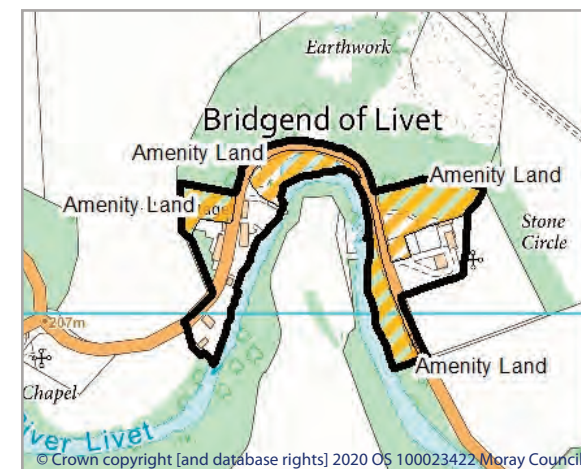 Earthwork
Bridgend of Livet
Amenity Land
Amenity Land
Amenity Land
Stone
Circle
207m
Amenity Land
Chapel
River Livet
© Crown copyright [and database rights] 2020 OS 100023422 Moray Council